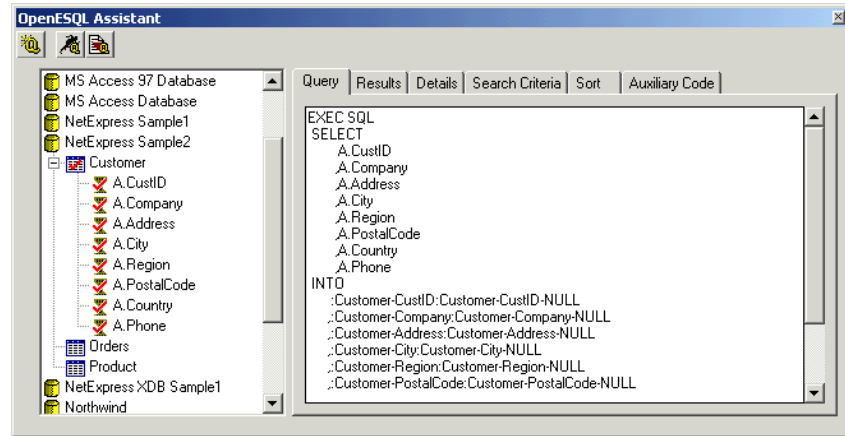 OpenESQL Assistant
MS Access 97 Database
MS Access Database
NetExpress Sample1
NetExpress Sample2
Customer
A.CustID
A.Company
A.Address
A.City
A.Region
A.PostalCode
A.Country
A.Phone
Orders
Product
NetExpress XDB Sample1
Northwind
Query Results Details Search Criteria Sort Auxiliary Code
EXEC SQL
SELECT
A.CustID
,A.Company
,A.Address
,A.City
,A.Region
,A.PostalCode
,A.Country
,A.Phone
INTO
:Customer-CustID:Customer-CustID-NULL
,:Customer-Company:Customer-Company-NULL
,:Customer-Address:Customer-Address-NULL
,:Customer-City:Customer-City-NULL
,:Customer-Region:Customer-Region-NULL
,:Customer-PostalCode:Customer-PostalCode-NULL